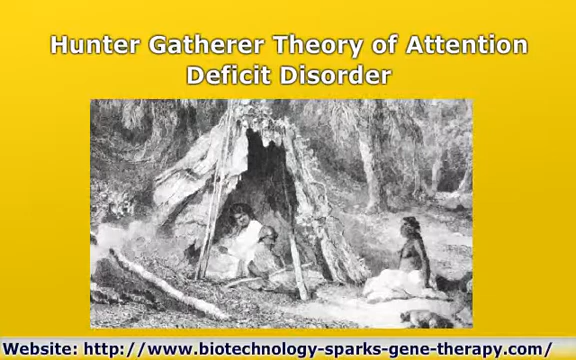 Hunter Gatherer Theory of Attention
Deficit Disorder
Website: http://www.biotechnology-sparks-gene-therapy.com/